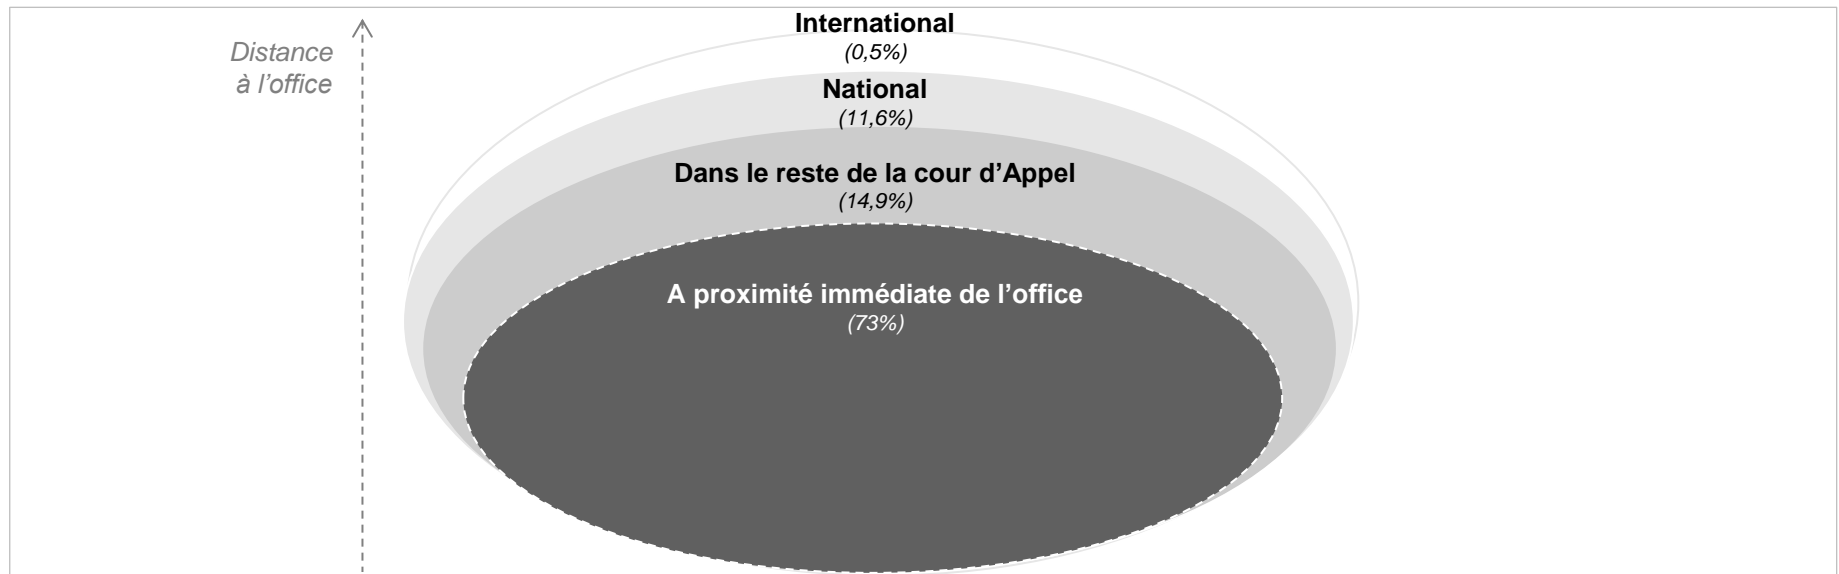 International
(0,5%)
Distance
à l’office
National
(11,6%)
Dans le reste de la cour d’Appel
(14,9%)
A proximité immédiate de l’office
(73%)